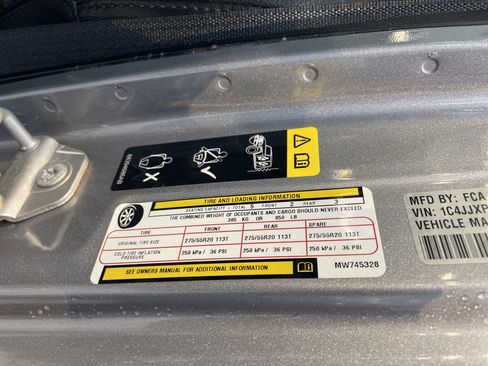 X
Y
TIRE AND LOADING INFORMATION
SEATING CAPACITY - TOTAL 5 FRONT 2 REAR 3
THE COMBINED WEIGHT OF OCCUPANTS AND CARGO SHOULD NEVER EXCEED
385 KG OR 850 LB
TIRE FRONT REAR SPARE
ORIGINAL TIRE SIZE 275/55R20 113T 275/55R20 113T 275/55R20 113T
COLD TIRE INFLATION PRESSURE 250 kPa / 36 PSI 250 kPa / 36 PSI 250 kPa / 36 PSI
SEE OWNERS MANUAL FOR ADDITIONAL INFORMATION
MW745328
MFD BY: FCA
VIN: 1C4JJXP
VEHICLE MA